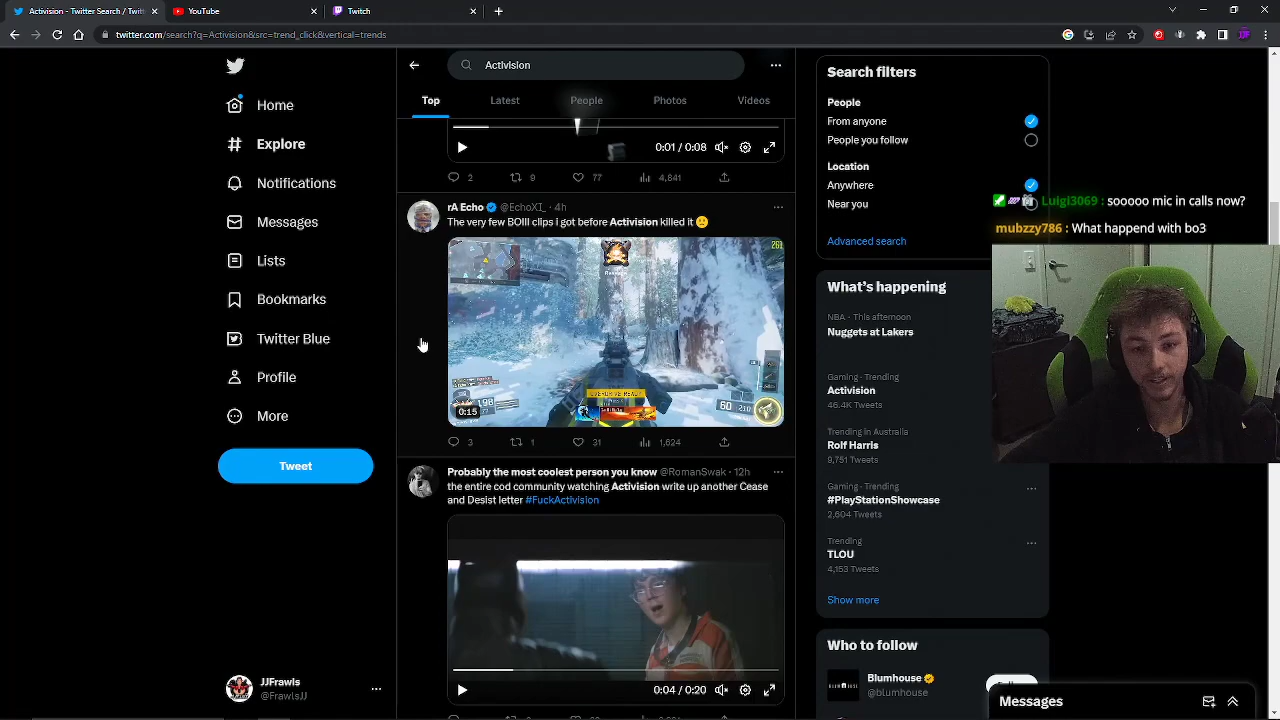 Activision - Twitter Search / Twitt
YouTube
Twitch
twitter.com/search?q=Activision&src=trend_click&vertical=trends
Home
Explore
Notifications
Messages
Lists
Bookmarks
Twitter Blue
Profile
More
Tweet
JJFrawls
@FrawlsJJ
Activision
Top
Latest
People
Photos
Videos
0:01 / 0:08
2
9
77
4,841
rA Echo @EchoXI_ · 4h
The very few BOIII clips i got before Activision killed it
261
OVERDRIVE READY
0:15
198
60
210
3
1
31
1,624
Probably the most coolest person you know @RomanSwak · 12h
the entire cod community watching Activision write up another Cease
and Desist letter #FuckActivision
0:04 / 0:20
Search filters
People
From anyone
People you follow
Location
Anywhere
Near you
Advanced search
Luigi3069 : sooooo mic in calls now?
mubzzy786 : What happend with bo3
What's happening
NBA · This afternoon
Nuggets at Lakers
Gaming · Trending
Activision
46.4K Tweets
Trending in Australia
Rolf Harris
9,751 Tweets
Gaming · Trending
#PlayStationShowcase
2,604 Tweets
Trending
TLOU
4,153 Tweets
Show more
Who to follow
Blumhouse
@blumhouse
Messages